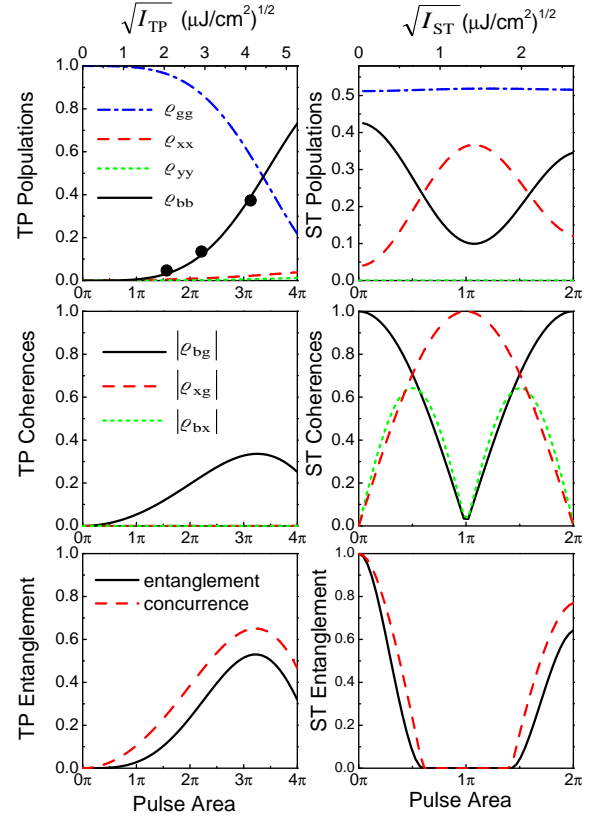 √I_TP (μJ/cm²)^1/2
√I_ST (μJ/cm²)^1/2
0 1 2 3 4 5
0 1 2
TP Polpulations
1.0
0.8
0.6
0.4
0.2
0.0
ϱgg
ϱxx
ϱyy
ϱbb
0π 1π 2π 3π 4π
ST Polpulations
0.5
0.4
0.3
0.2
0.1
0.0
0π 1π 2π
TP Coherences
1.0
0.8
0.6
0.4
0.2
0.0
|ϱbg|
|ϱxg|
|ϱbx|
0π 1π 2π 3π 4π
ST Coherences
1.0
0.8
0.6
0.4
0.2
0.0
0π 1π 2π
TP Entanglement
1.0
0.8
0.6
0.4
0.2
0.0
entanglement
concurrence
0π 1π 2π 3π 4π
Pulse Area
ST Entanglement
1.0
0.8
0.6
0.4
0.2
0.0
0π 1π 2π
Pulse Area